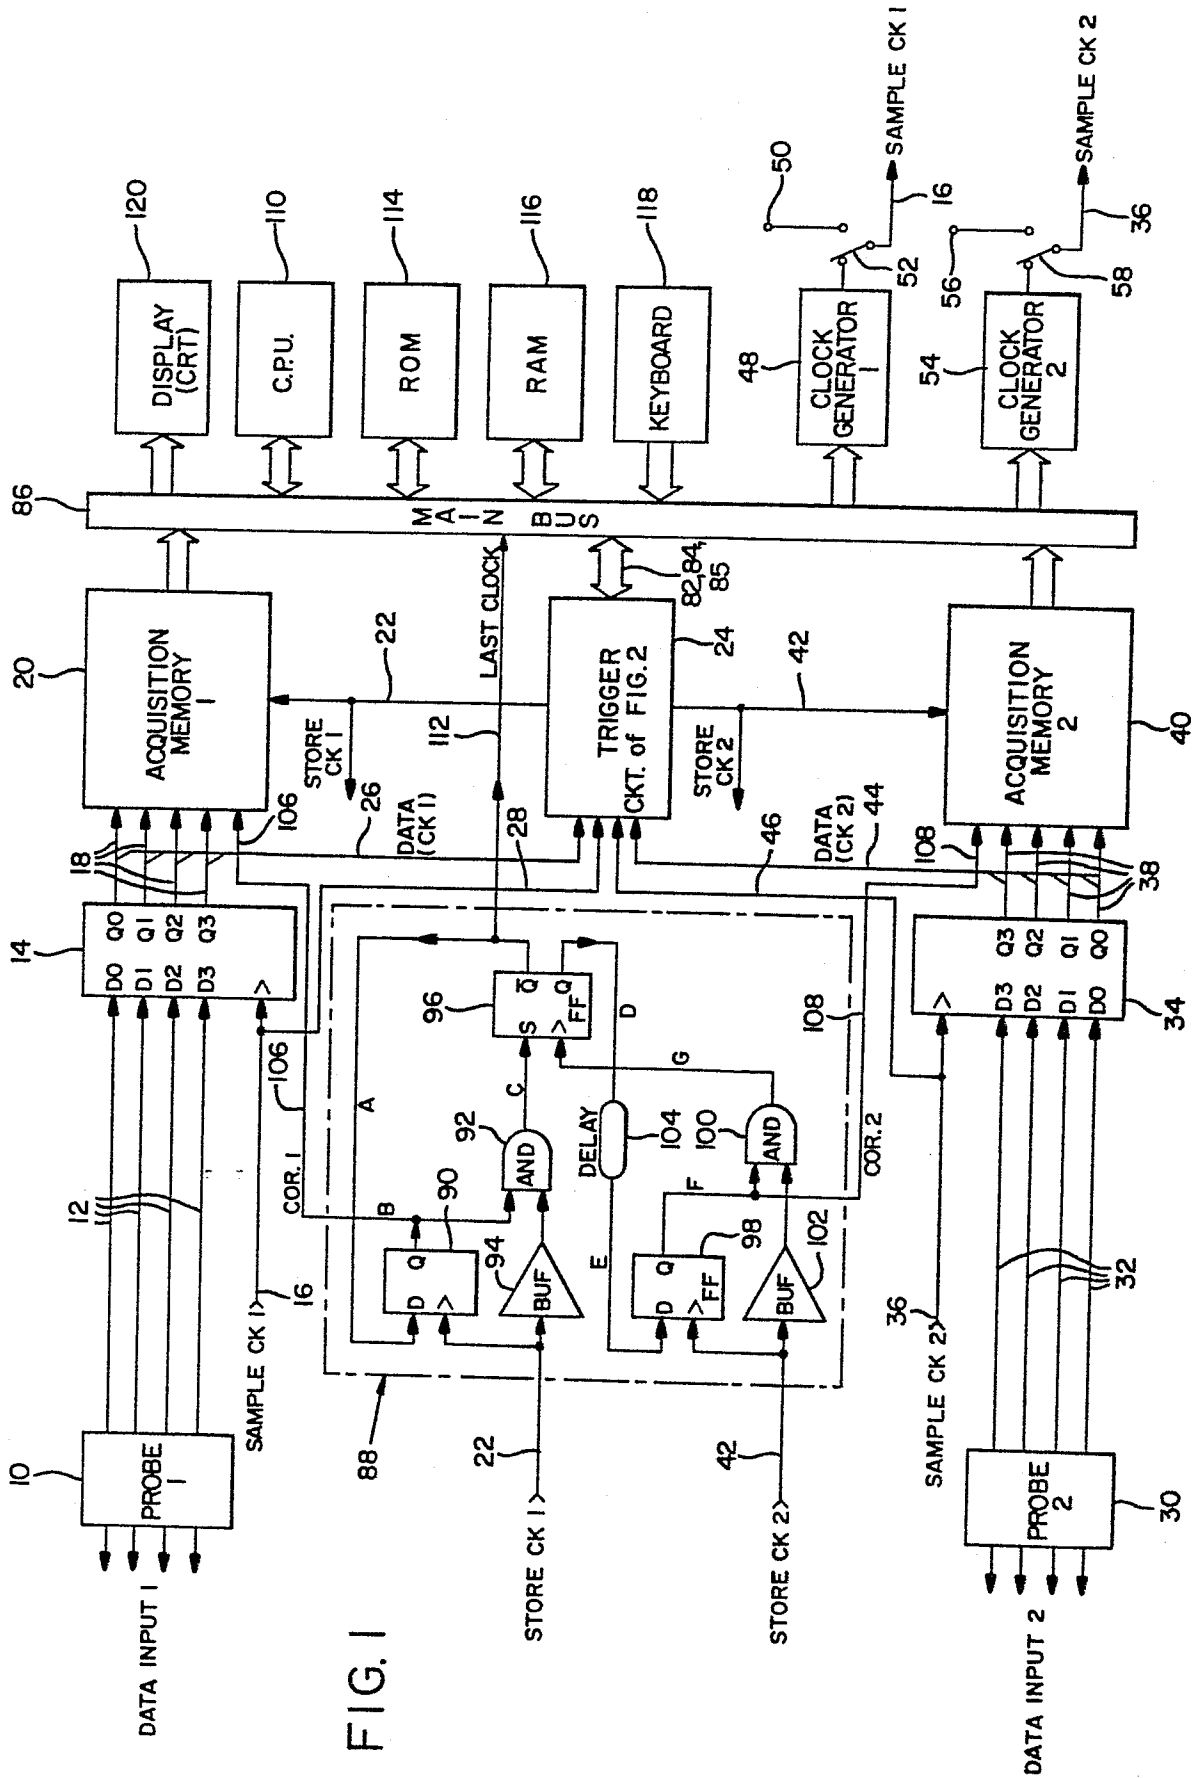 FIG. 1
DATA INPUT 1
10
PROBE
1
12
SAMPLE CK 1>
16
14
D0 Q0
D1 Q1
D2 Q2
D3 Q3
>
18
20
ACQUISITION
MEMORY
1
106
COR. 1
106
26
DATA
(CK 1)
28
STORE
CK 1
22
86
MAIN BUS
DISPLAY
(CRT)
120
C.P.U.
110
ROM
114
RAM
116
KEYBOARD
118
48
CLOCK
GENERATOR
1
50
52
16
SAMPLE CK 1
54
CLOCK
GENERATOR
2
56
58
36
SAMPLE CK 2
88
STORE CK 1>
22
A
B
D Q
>
90
94
BUF
AND
92
C
96
S Q
> Q
FF
D
112
LAST CLOCK
DELAY
104
E
D Q
>
FF
98
F
G
100
AND
102
BUF
STORE CK 2>
42
COR. 2
108
TRIGGER
CKT. of FIG. 2
24
82, 84,
85
STORE
CK 2
42
46
DATA
(CK 2)
44
108
SAMPLE CK 2>
36
34
>
D3 Q3
D2 Q2
D1 Q1
D0 Q0
38
ACQUISITION
MEMORY
2
40
32
PROBE
2
30
DATA INPUT 2